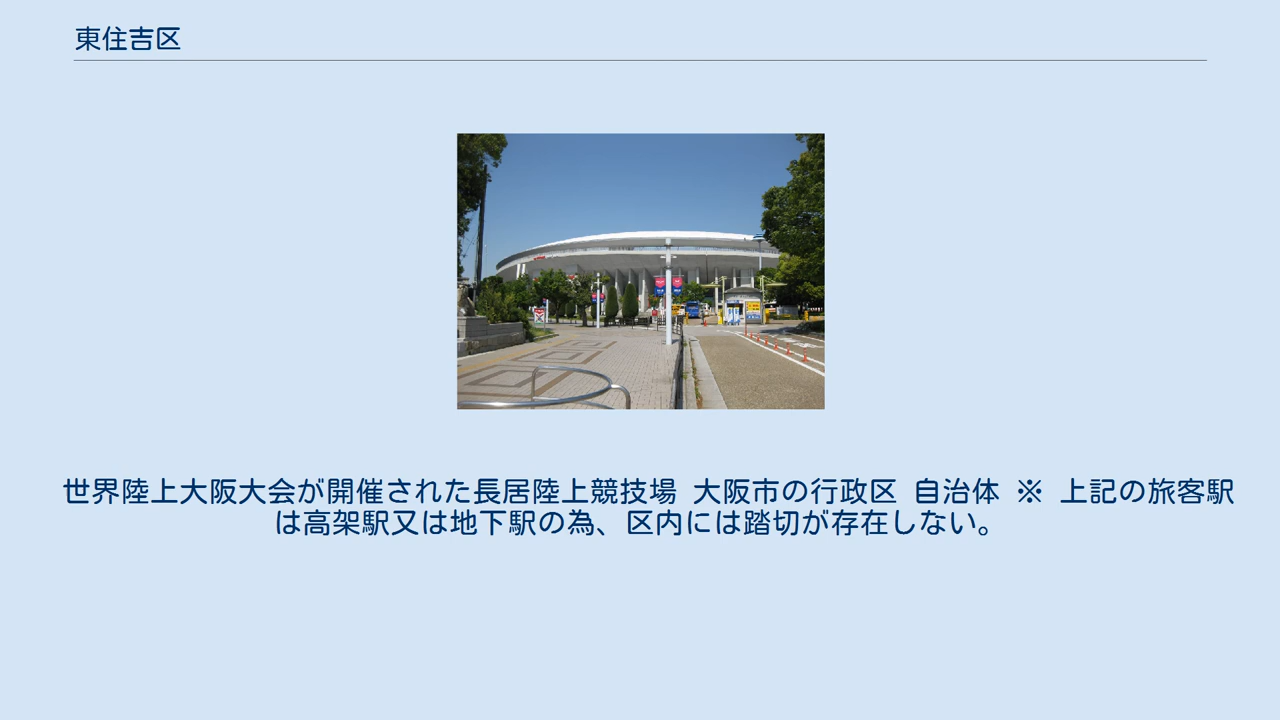 東住吉区
世界陸上大阪大会が開催された長居陸上競技場 大阪市の行政区 自治体 ※ 上記の旅客駅
は高架駅又は地下駅の為、区内には踏切が存在しない。